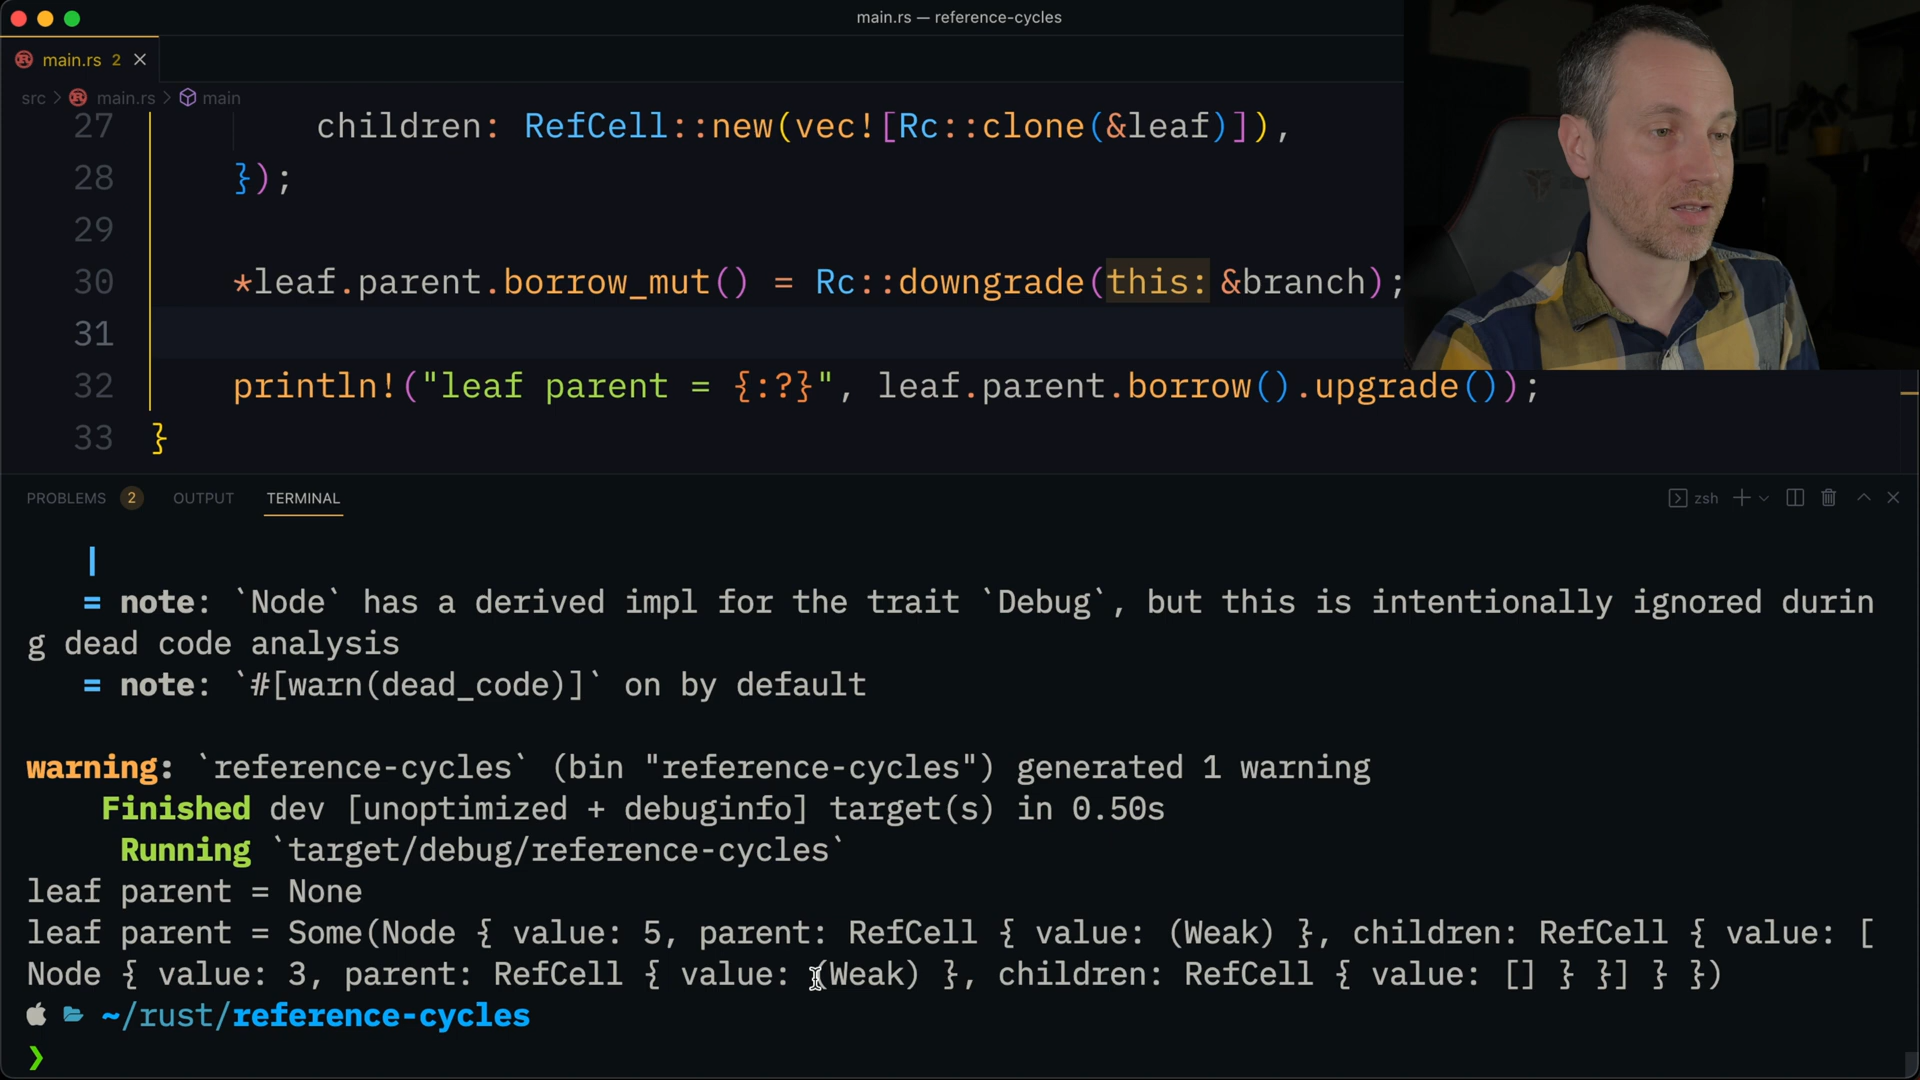 main.rs — reference-cycles
main.rs 2
src > main.rs > main
27 children: RefCell::new(vec![Rc::clone(&leaf)]),
28 });
29
30 *leaf.parent.borrow_mut() = Rc::downgrade(this: &branch);
31
32 println!("leaf parent = {:?}", leaf.parent.borrow().upgrade());
33 }
PROBLEMS 2 OUTPUT TERMINAL zsh
|
= note: `Node` has a derived impl for the trait `Debug`, but this is intentionally ignored durin
g dead code analysis
= note: `#[warn(dead_code)]` on by default
warning: `reference-cycles` (bin "reference-cycles") generated 1 warning
Finished dev [unoptimized + debuginfo] target(s) in 0.50s
Running `target/debug/reference-cycles`
leaf parent = None
leaf parent = Some(Node { value: 5, parent: RefCell { value: (Weak) }, children: RefCell { value: [
Node { value: 3, parent: RefCell { value: (Weak) }, children: RefCell { value: [] } }] } })
~/rust/reference-cycles
❯